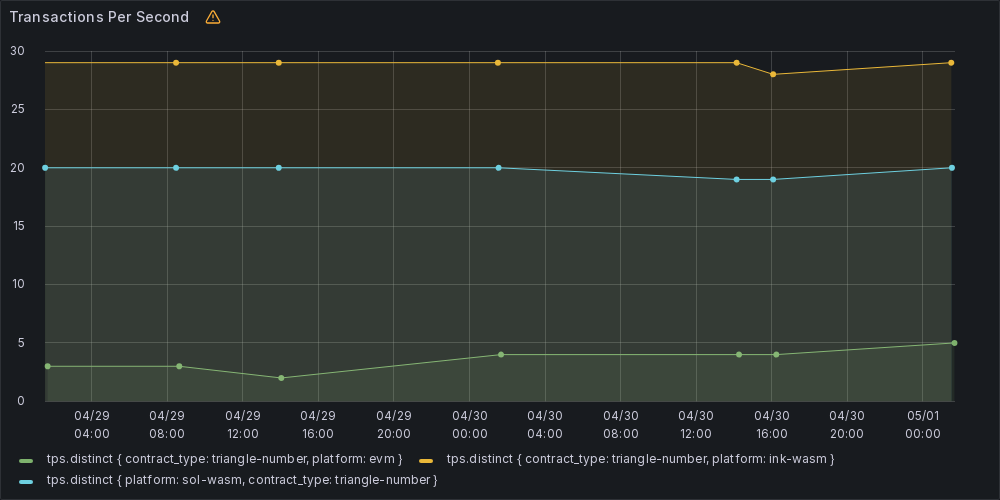 Transactions Per Second
30
25
20
15
10
5
0
04/29 04/29 04/29 04/29 04/29 04/30 04/30 04/30 04/30 04/30 04/30 05/01
04:00 08:00 12:00 16:00 20:00 00:00 04:00 08:00 12:00 16:00 20:00 00:00
tps.distinct { contract_type: triangle-number, platform: evm } tps.distinct { contract_type: triangle-number, platform: ink-wasm }
tps.distinct { platform: sol-wasm, contract_type: triangle-number }